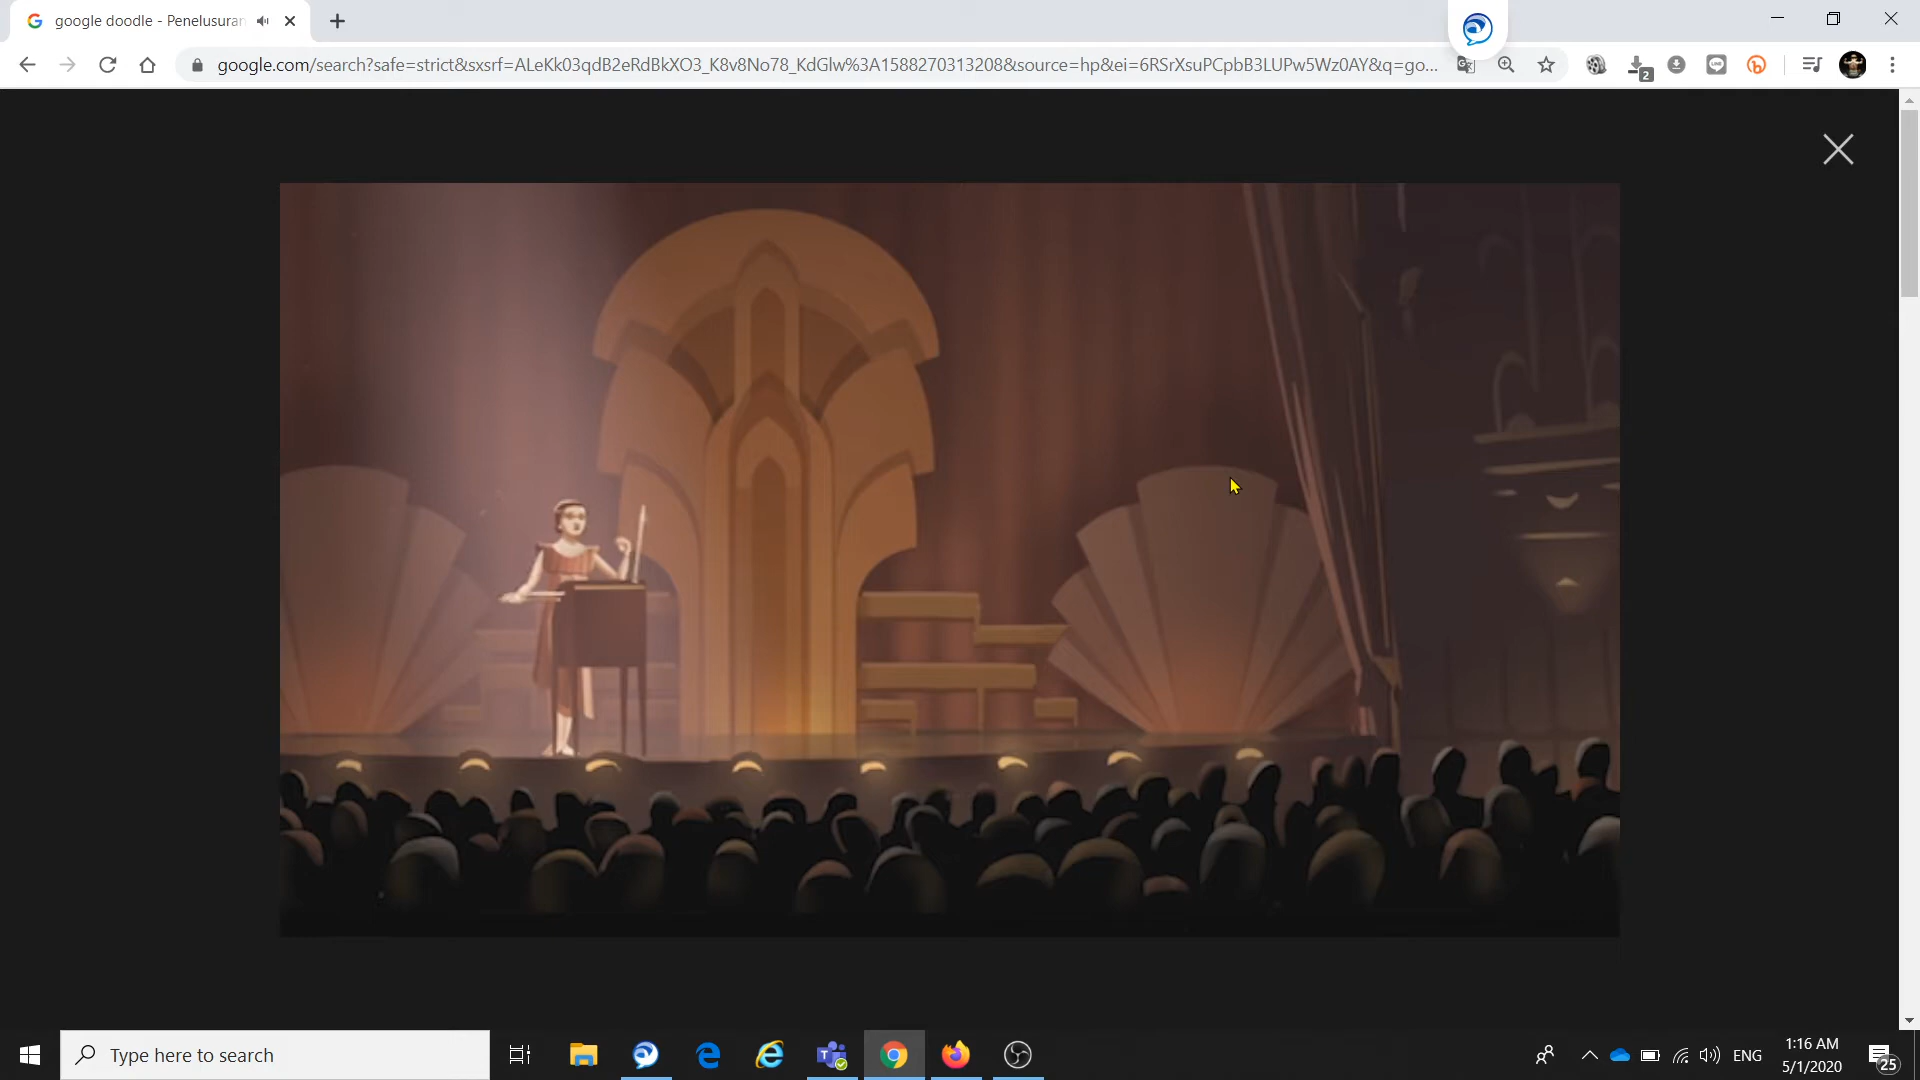 google doodle - Penelusuran
google.com/search?safe=strict&sxsrf=ALeKk03qdB2eRdBkXO3_K8v8No78_KdGlw%3A1588270313208&source=hp&ei=6RSrXsuPCpbB3LUPw5Wz0AY&q=go...
2
Type here to search
ENG
1:16 AM
5/1/2020
25